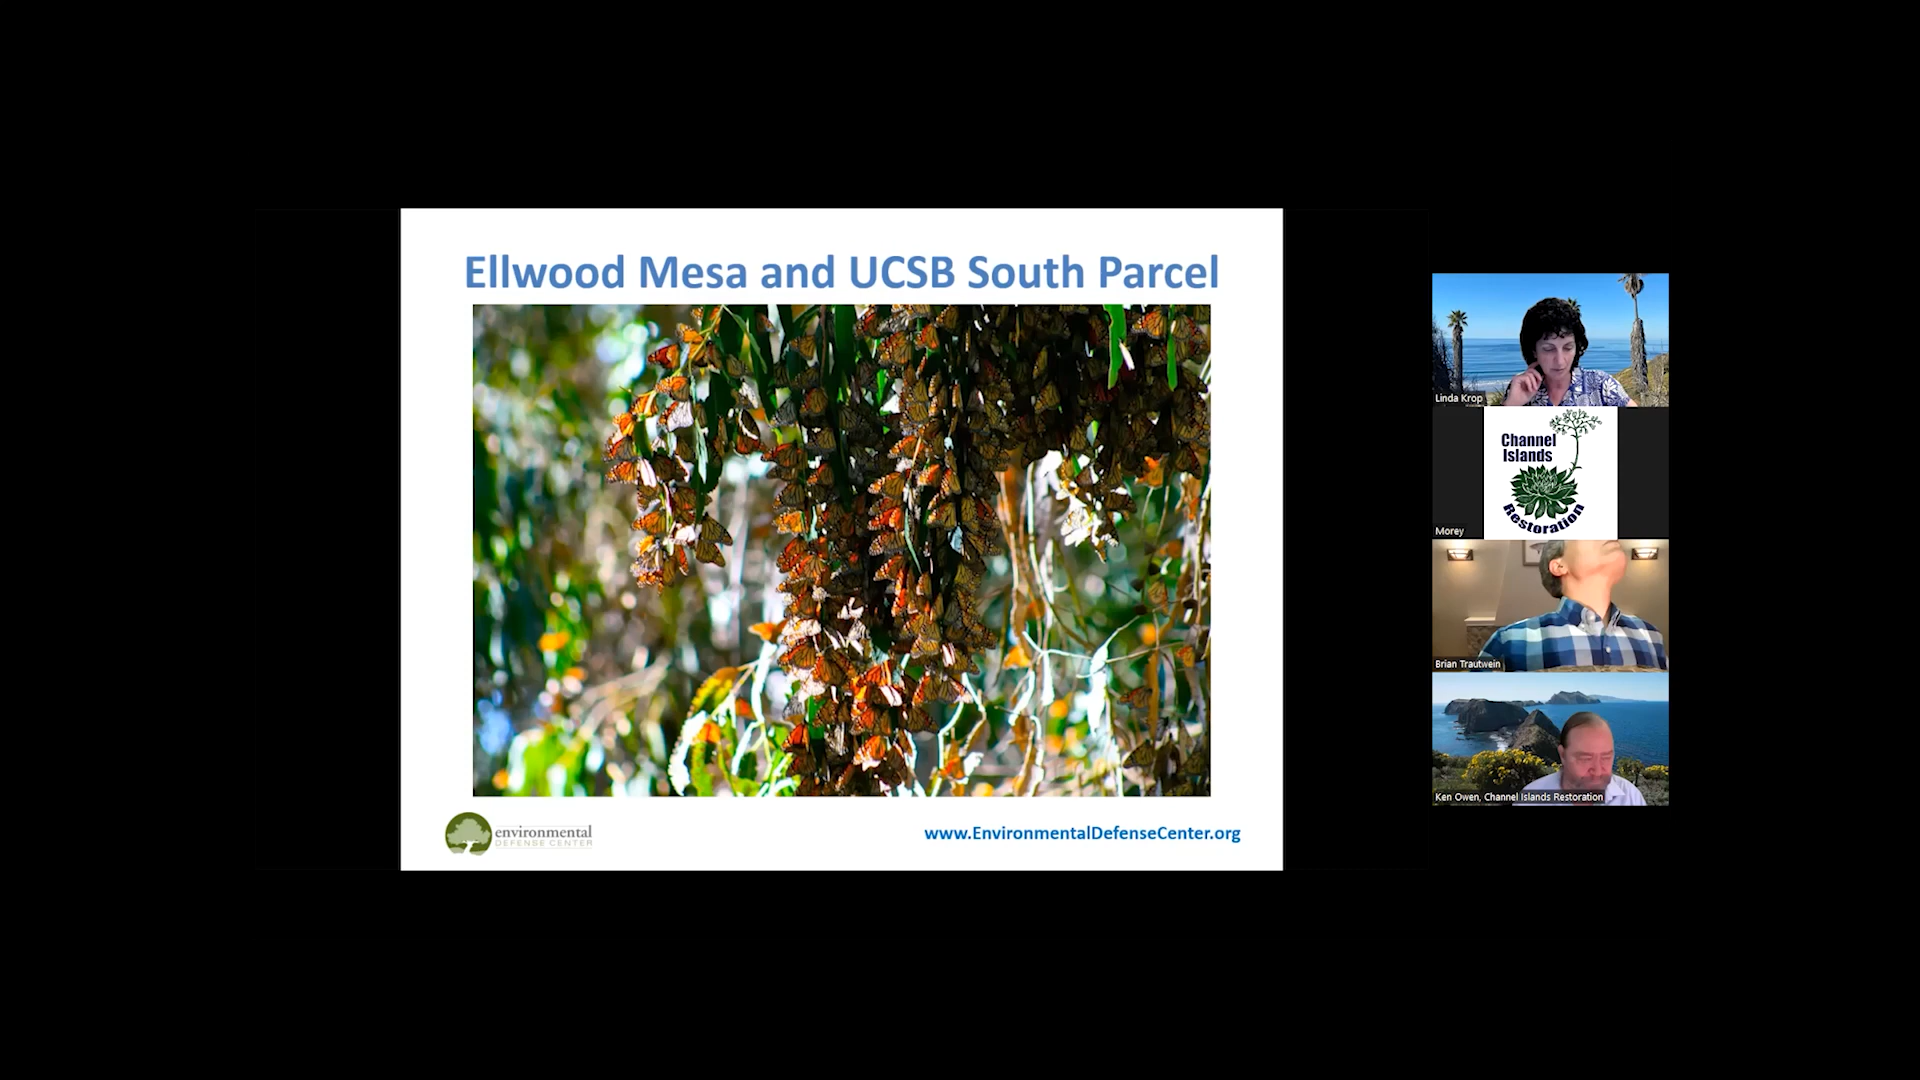 Ellwood Mesa and UCSB South Parcel
environmental
DEFENSE CENTER
www.EnvironmentalDefenseCenter.org
Linda Krop
Channel
Islands
Restoration
Morey
Brian Trautwein
Ken Owen, Channel Islands Restoration